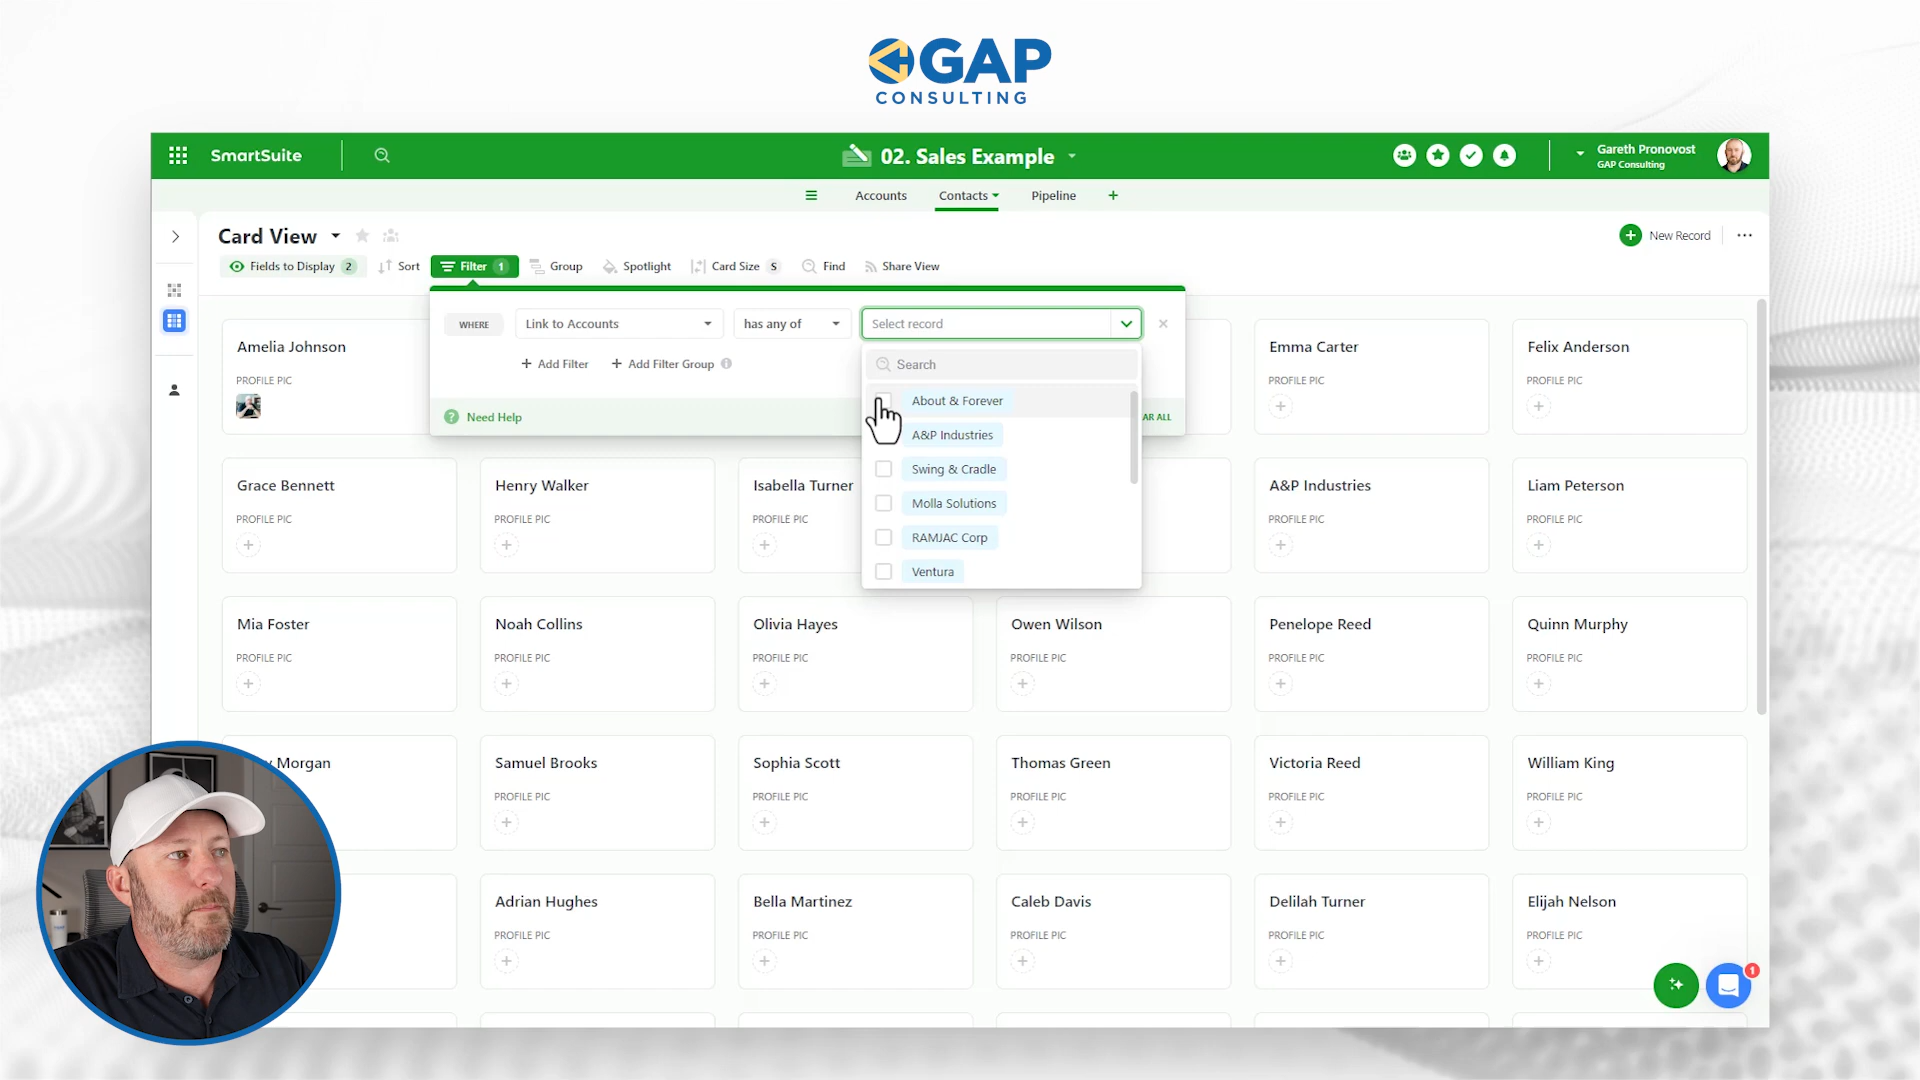 GAP
CONSULTING
SmartSuite
02. Sales Example
Gareth Pronovost
GAP Consulting
Accounts
Contacts
Pipeline
Card View
New Record
Fields to Display 2
Sort
Filter 1
Group
Spotlight
Card Size S
Find
Share View
WHERE
Link to Accounts
has any of
Select record
Add Filter
Add Filter Group
Need Help
AR ALL
Search
About & Forever
A&P Industries
Swing & Cradle
Molla Solutions
RAMJAC Corp
Ventura
Amelia Johnson
PROFILE PIC
Emma Carter
PROFILE PIC
Felix Anderson
PROFILE PIC
Grace Bennett
PROFILE PIC
Henry Walker
PROFILE PIC
Isabella Turner
PROFILE PIC
A&P Industries
PROFILE PIC
Liam Peterson
PROFILE PIC
Mia Foster
PROFILE PIC
Noah Collins
PROFILE PIC
Olivia Hayes
PROFILE PIC
Owen Wilson
PROFILE PIC
Penelope Reed
PROFILE PIC
Quinn Murphy
PROFILE PIC
Morgan
Samuel Brooks
PROFILE PIC
Sophia Scott
PROFILE PIC
Thomas Green
PROFILE PIC
Victoria Reed
PROFILE PIC
William King
PROFILE PIC
Adrian Hughes
PROFILE PIC
Bella Martinez
PROFILE PIC
Caleb Davis
PROFILE PIC
Delilah Turner
PROFILE PIC
Elijah Nelson
PROFILE PIC
1